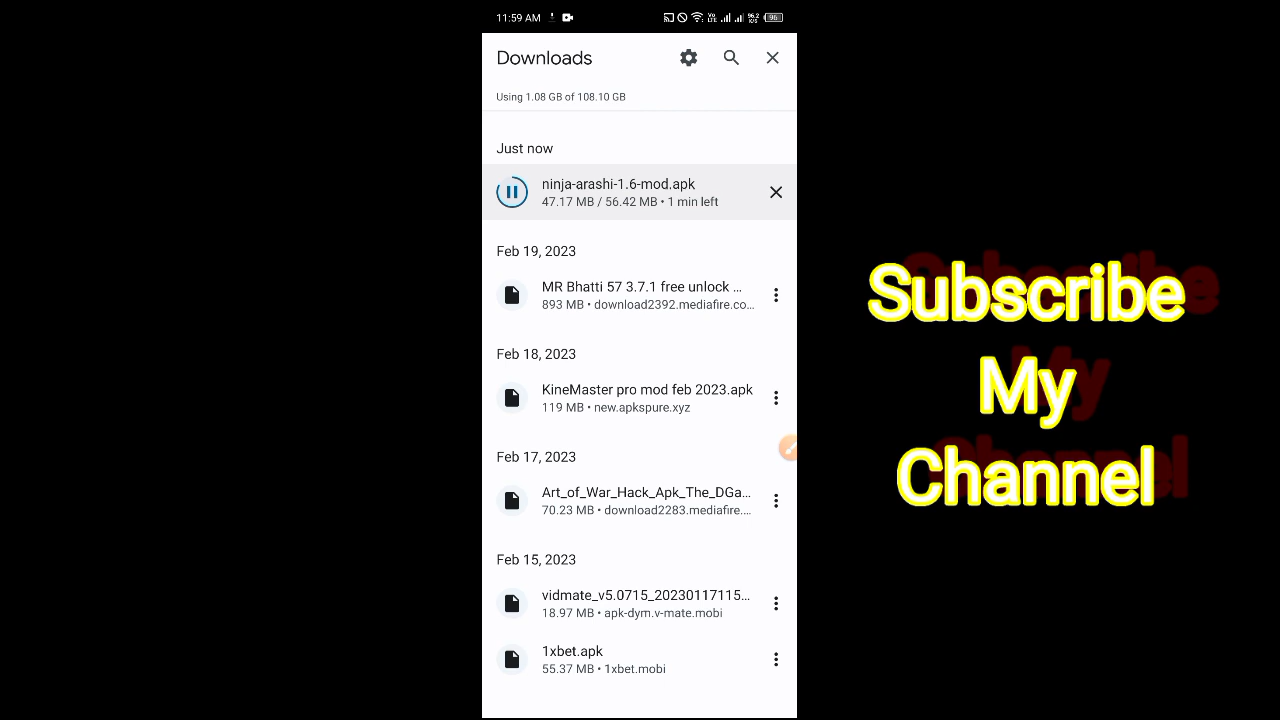 11:59 AM
Downloads
Using 1.08 GB of 108.10 GB
Just now
ninja-arashi-1.6-mod.apk
47.17 MB / 56.42 MB • 1 min left
Feb 19, 2023
MR Bhatti 57 3.7.1 free unlock ...
893 MB • download2392.mediafire.co...
Feb 18, 2023
KineMaster pro mod feb 2023.apk
119 MB • new.apkspure.xyz
Feb 17, 2023
Art_of_War_Hack_Apk_The_DGa...
70.23 MB • download2283.mediafire....
Feb 15, 2023
vidmate_v5.0715_20230117115...
18.97 MB • apk-dym.v-mate.mobi
1xbet.apk
55.37 MB • 1xbet.mobi
Subscribe
My
Channel